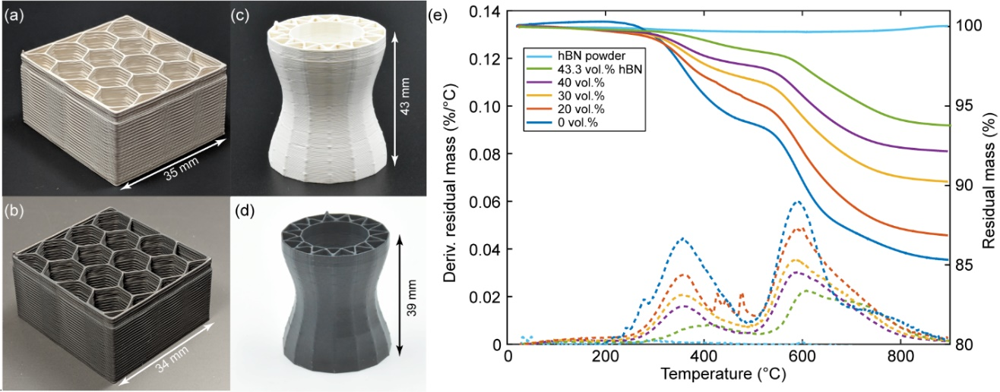 (a)
35 mm
(b)
34 mm
(c)
43 mm
(d)
39 mm
(e)
0.14
0.12
0.10
0.08
0.06
0.04
0.02
0
Deriv. residual mass (%/°C)
hBN powder
43.3 vol.% hBN
40 vol.%
30 vol.%
20 vol.%
0 vol.%
100
95
90
85
80
Residual mass (%)
0 200 400 600 800
Temperature (°C)